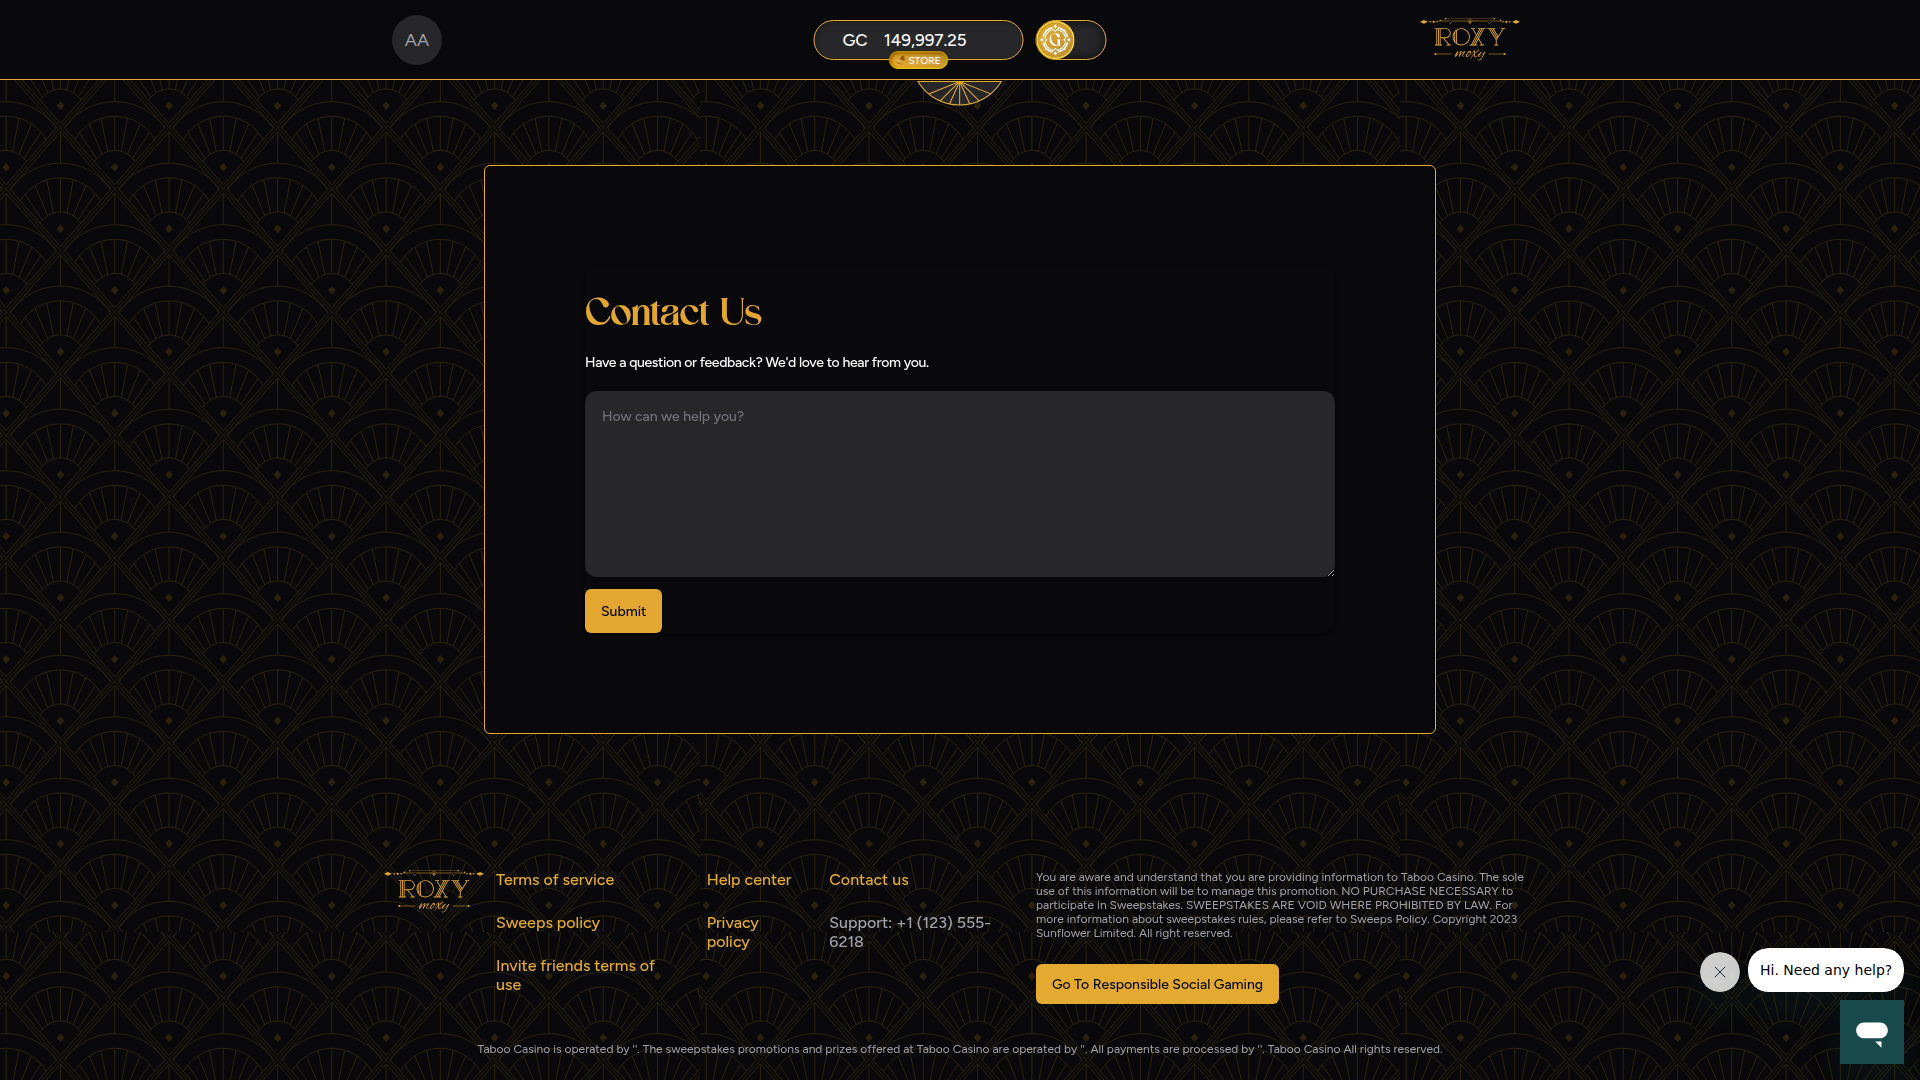 AA
GC 149,997.25
STORE
G
ROXY
moxy
Contact Us
Have a question or feedback? We'd love to hear from you.
How can we help you?
Submit
ROXY
moxy
Terms of service
Sweeps policy
Invite friends terms of
use
Help center
Privacy
policy
Contact us
Support: +1 (123) 555-
6218
You are aware and understand that you are providing information to Taboo Casino. The sole
use of this information will be to manage this promotion. NO PURCHASE NECESSARY to
participate in Sweepstakes. SWEEPSTAKES ARE VOID WHERE PROHIBITED BY LAW. For
more information about sweepstakes rules, please refer to Sweeps Policy. Copyright 2023
Sunflower Limited. All right reserved.
Go To Responsible Social Gaming
Hi. Need any help?
Taboo Casino is operated by ''. The sweepstakes promotions and prizes offered at Taboo Casino are operated by ''. All payments are processed by ''. Taboo Casino All rights reserved.